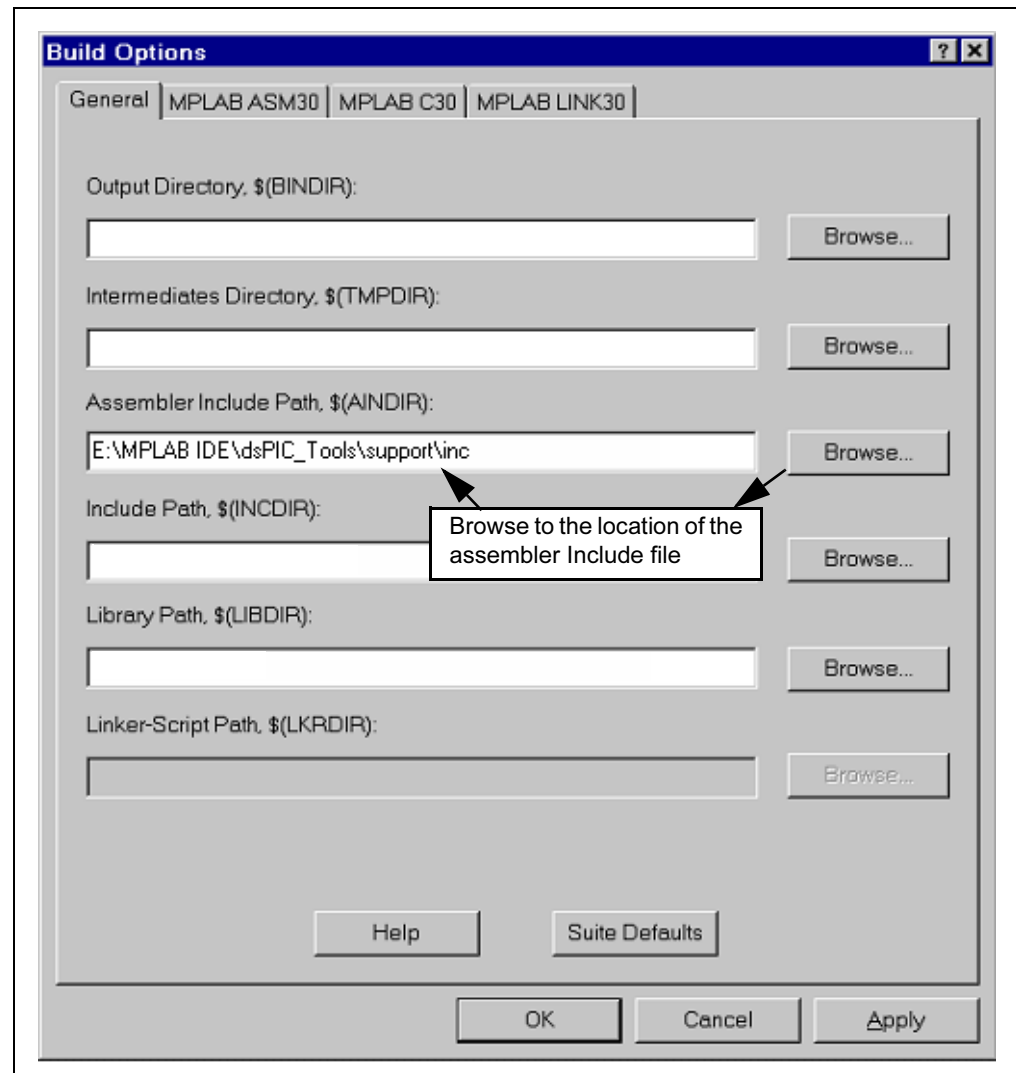 Build Options
General MPLAB ASM30 MPLAB C30 MPLAB LINK30
Output Directory, $(BINDIR):
Browse...
Intermediates Directory, $(TMPDIR):
Browse...
Assembler Include Path, $(AINDIR):
E:\MPLAB IDE\dsPIC_Tools\support\inc
Browse...
Include Path, $(INCDIR):
Browse to the location of the
assembler Include file
Browse...
Library Path, $(LIBDIR):
Browse...
Linker-Script Path, $(LKRDIR):
Browse...
Help Suite Defaults
OK Cancel Apply